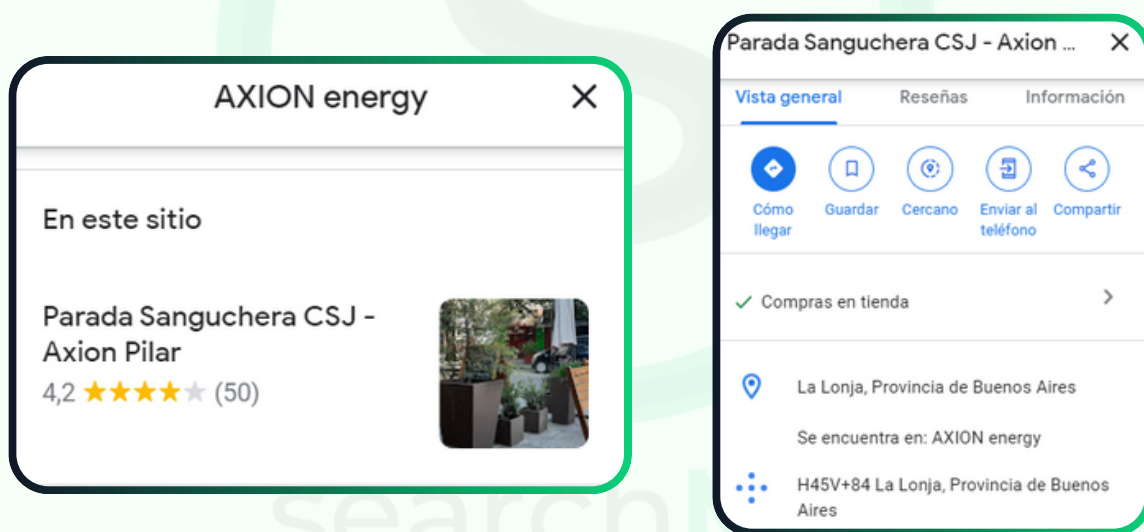 AXION energy
En este sitio
Parada Sanguchera CSJ -
Axion Pilar
4,2 (50)
Parada Sanguchera CSJ - Axion ...
Vista general Reseñas Información
Cómo llegar
Guardar
Cercano
Enviar al teléfono
Compartir
Compras en tienda
La Lonja, Provincia de Buenos Aires
Se encuentra en: AXION energy
H45V+84 La Lonja, Provincia de Buenos
Aires
search